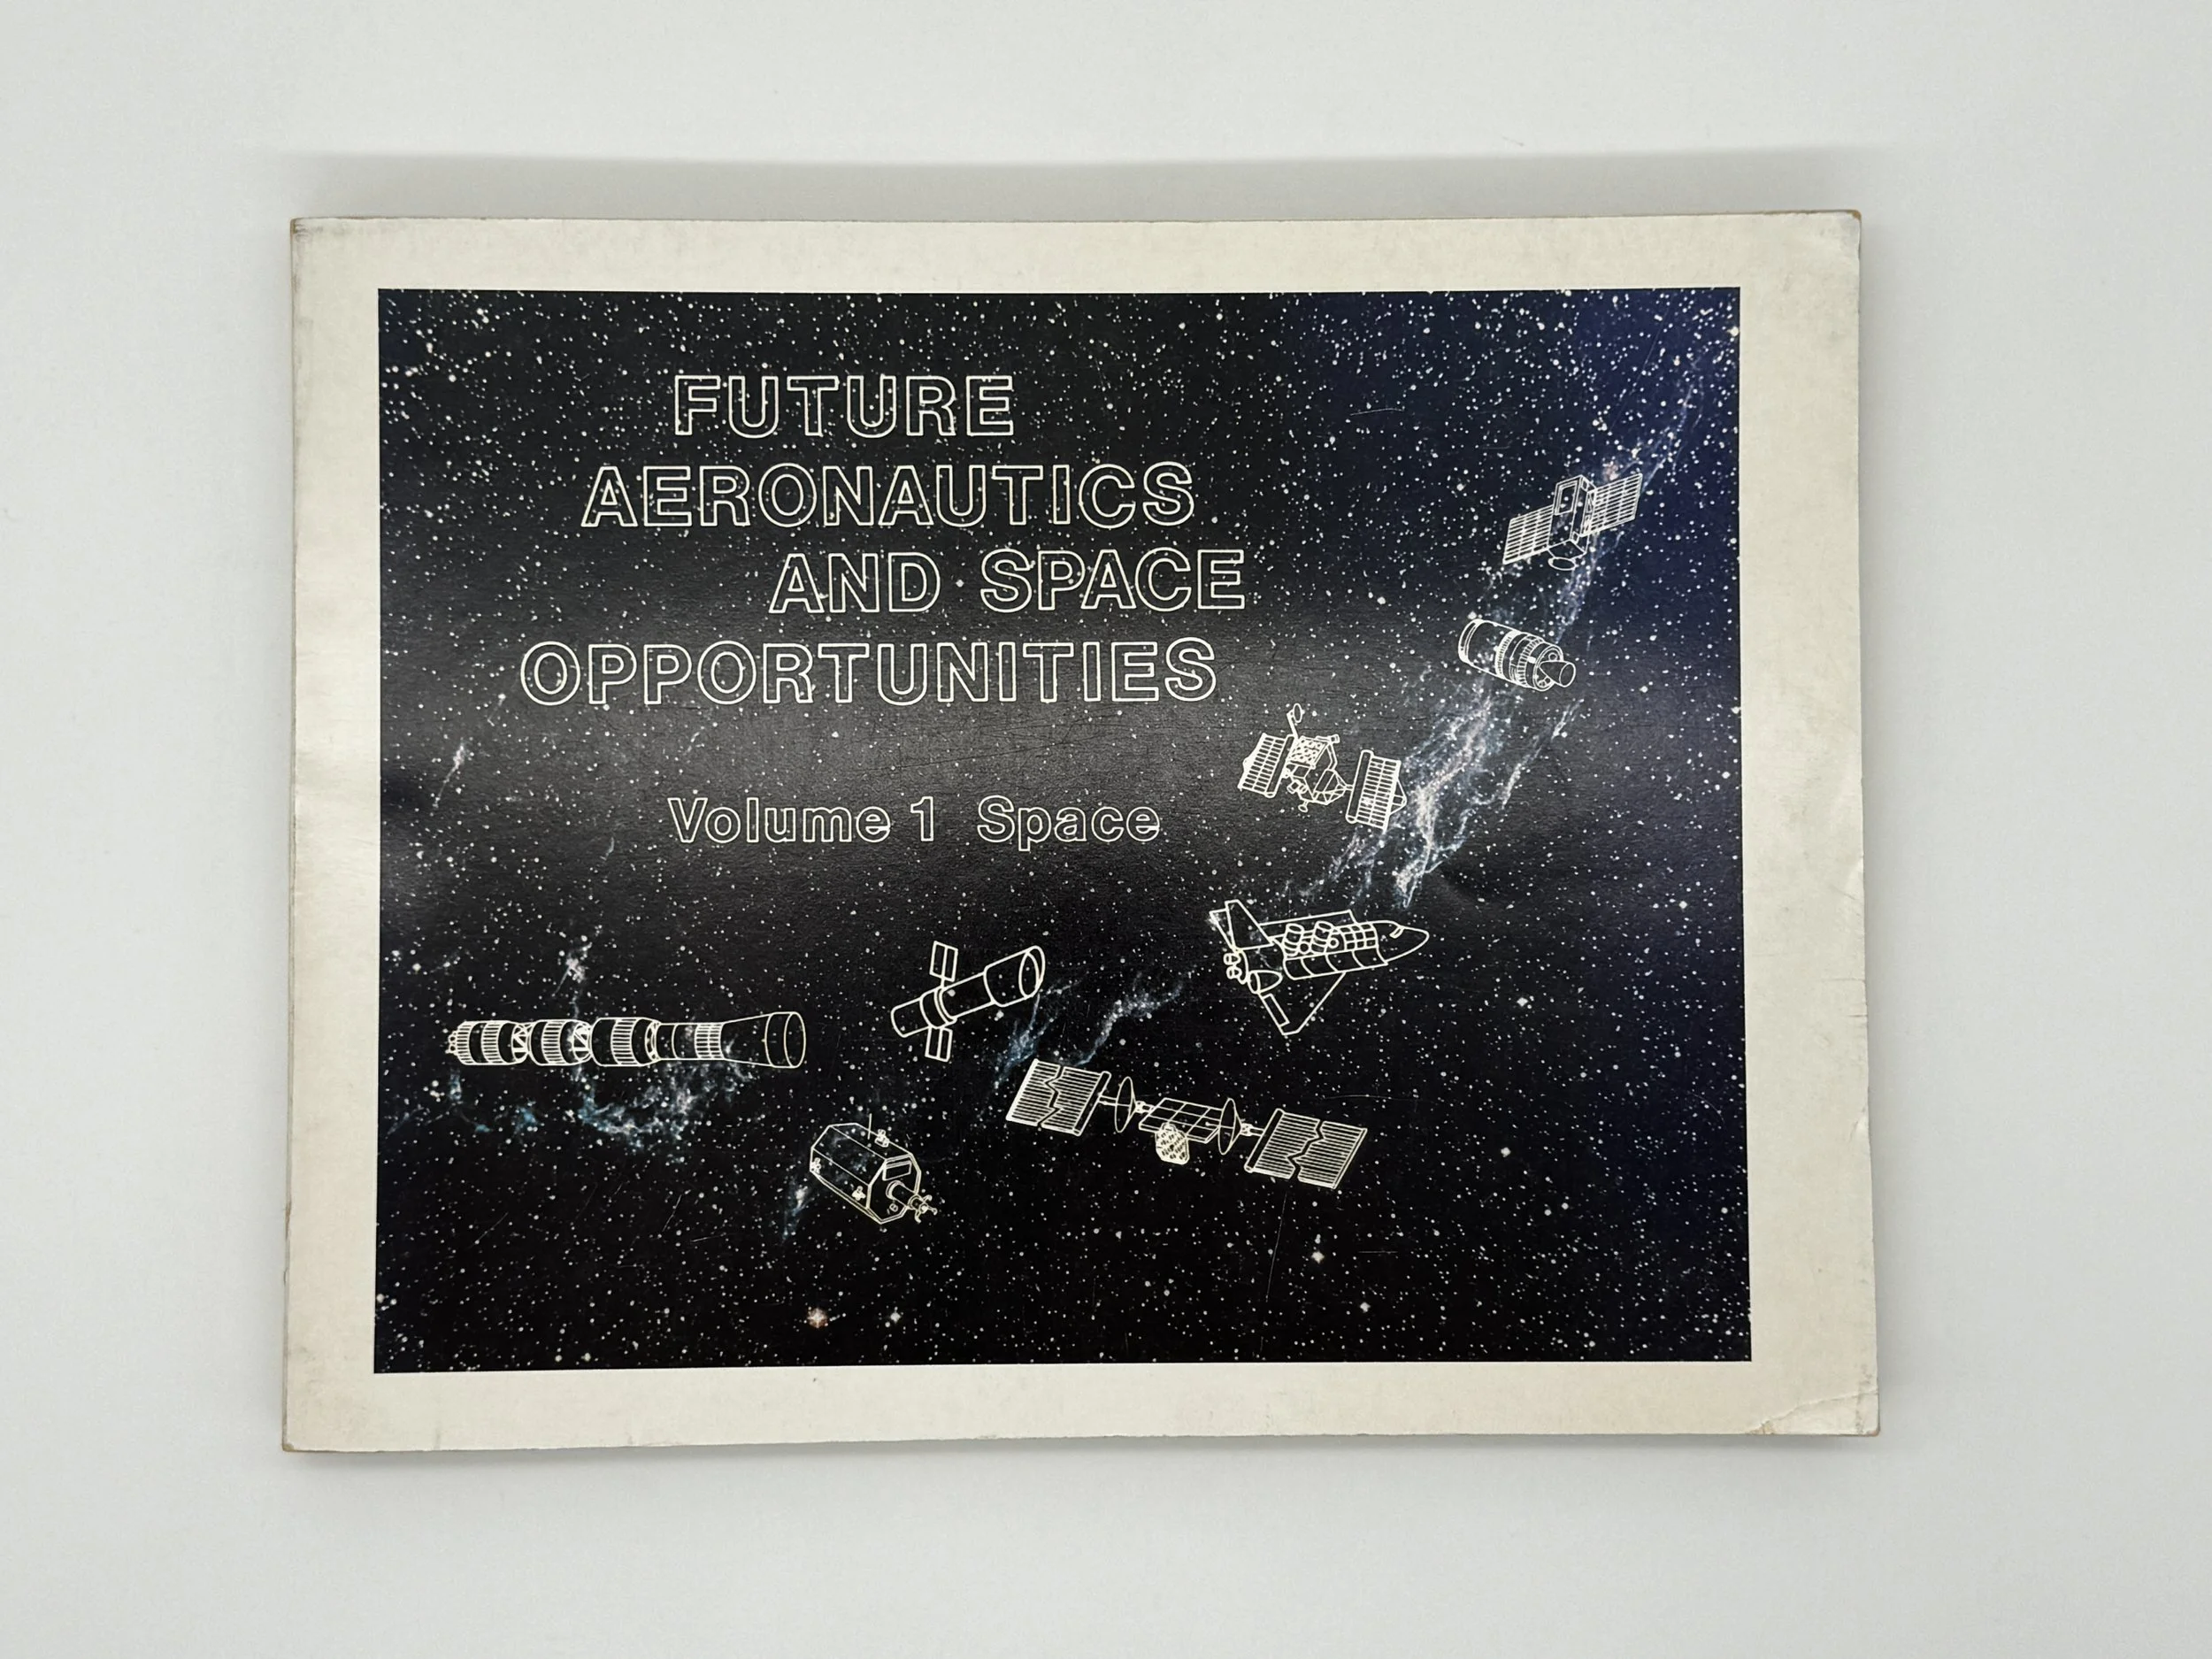 FUTURE
AERONAUTICS
AND SPACE
OPPORTUNITIES
Volume 1 Space